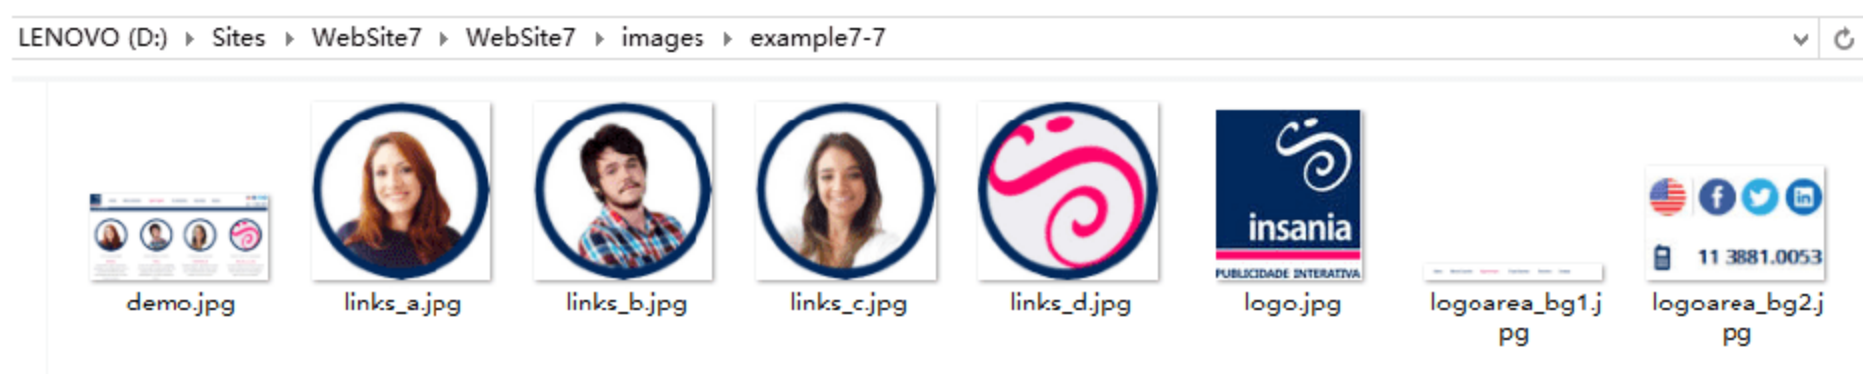 LENOVO (D:) Sites WebSite7 WebSite7 images example7-7
insania
PUBLICIDADE INTERATIVA
11 3881.0053
demo.jpg links_a.jpg links_b.jpg links_c.jpg links_d.jpg logo.jpg logoarea_bg1.j logoarea_bg2.j
pg pg